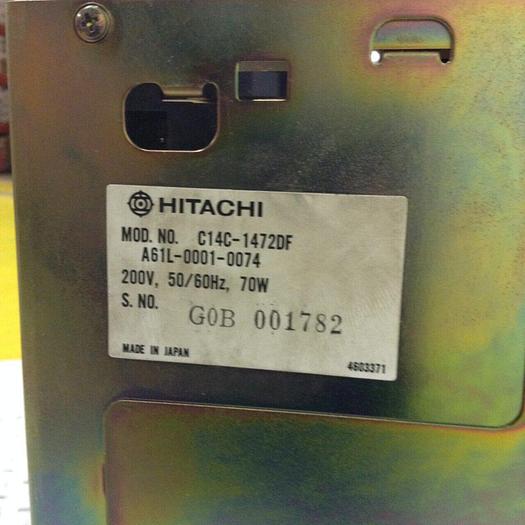 HITACHI
MOD. NO. C14C-1472DF
A61L-0001-0074
200V, 50/60Hz, 70W
S. NO. G0B 001782
MADE IN JAPAN 4603371